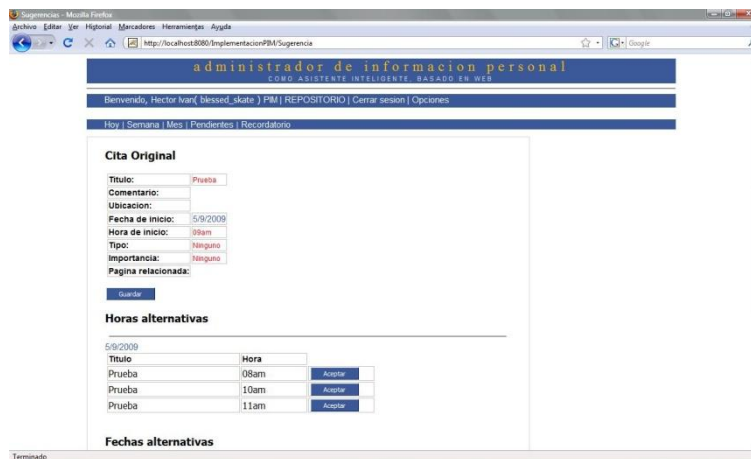 Sugerencias - Mozilla Firefox
Archivo Editar Ver Historial Marcadores Herramientas Ayuda
http://localhost:8080/ImplementacionPIM/Sugerencia
Google
administrador de informacion personal
COMO ASISTENTE INTELIGENTE, BASADO EN WEB
Bienvenido, Hector Ivan( blessed_skate ) PIM | REPOSITORIO | Cerrar sesion | Opciones
Hoy | Semana | Mes | Pendientes | Recordatorio
Cita Original
Titulo: Prueba
Comentario:
Ubicacion:
Fecha de inicio: 5/9/2009
Hora de inicio: 09am
Tipo: Ninguno
Importancia: Ninguno
Pagina relacionada:
Guardar
Horas alternativas
5/9/2009
Titulo Hora
Prueba 08am Aceptar
Prueba 10am Aceptar
Prueba 11am Aceptar
Fechas alternativas
Terminado